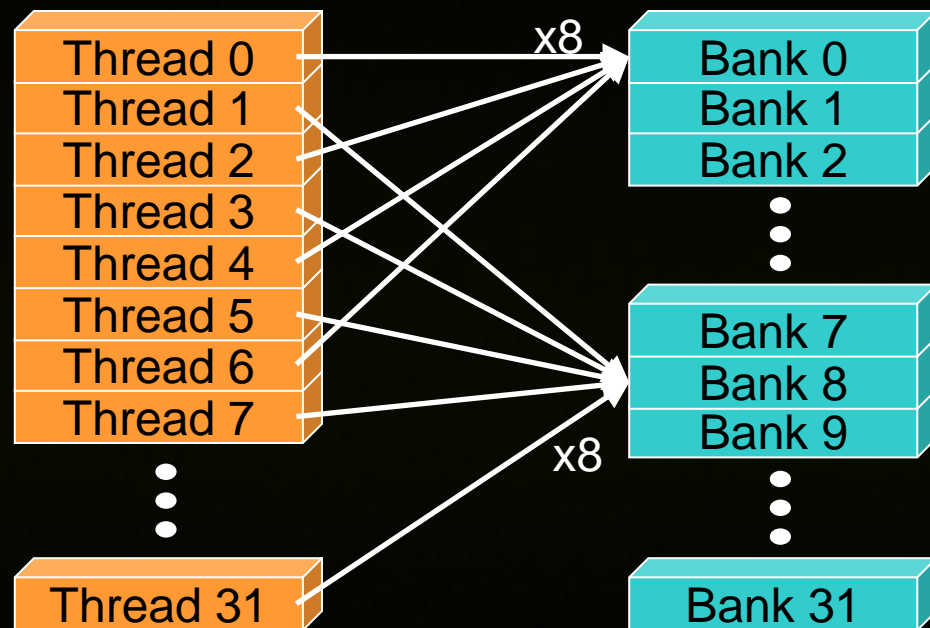 x8
Thread 0
Thread 1
Thread 2
Thread 3
Thread 4
Thread 5
Thread 6
Thread 7
Thread 31
Bank 0
Bank 1
Bank 2
Bank 7
Bank 8
Bank 9
x8
Bank 31